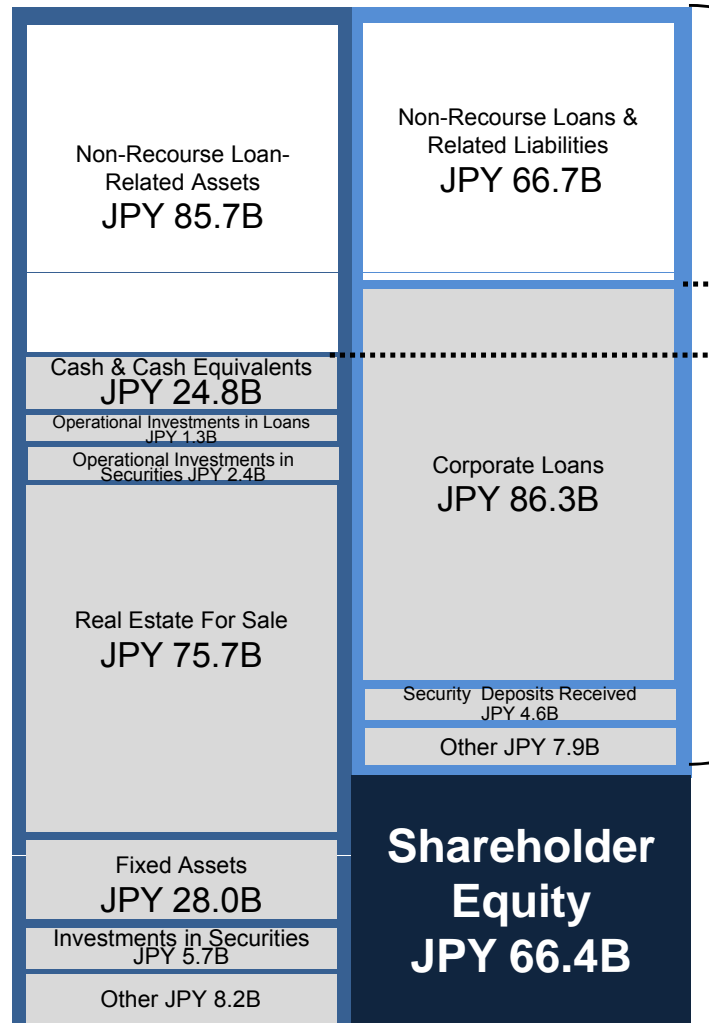 Non-Recourse Loan-
Related Assets
JPY 85.7B
Cash & Cash Equivalents
JPY 24.8B
Operational Investments in Loans
JPY 1.3B
Operational Investments in
Securities JPY 2.4B
Real Estate For Sale
JPY 75.7B
Fixed Assets
JPY 28.0B
Investments in Securities
JPY 5.7B
Other JPY 8.2B
Non-Recourse Loans &
Related Liabilities
JPY 66.7B
Corporate Loans
JPY 86.3B
Security Deposits Received
JPY 4.6B
Other JPY 7.9B
Shareholder
Equity
JPY 66.4B